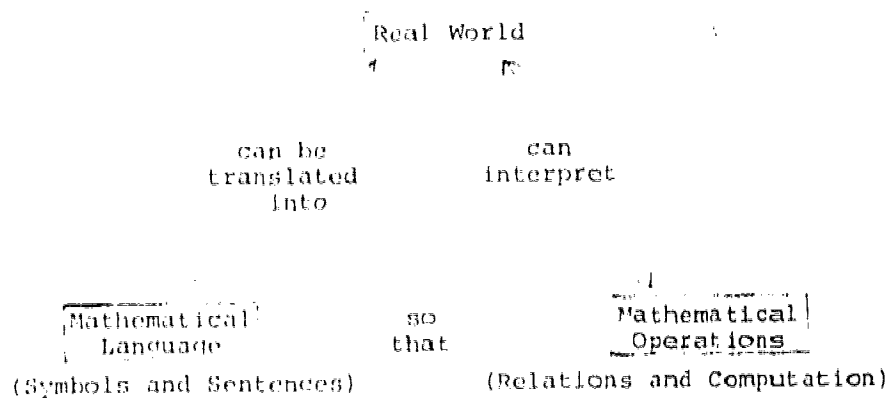 Real World
can be can
translated interpret
into
Mathematical so Mathematical
Language that Operations
(Symbols and Sentences) (Relations and Computation)